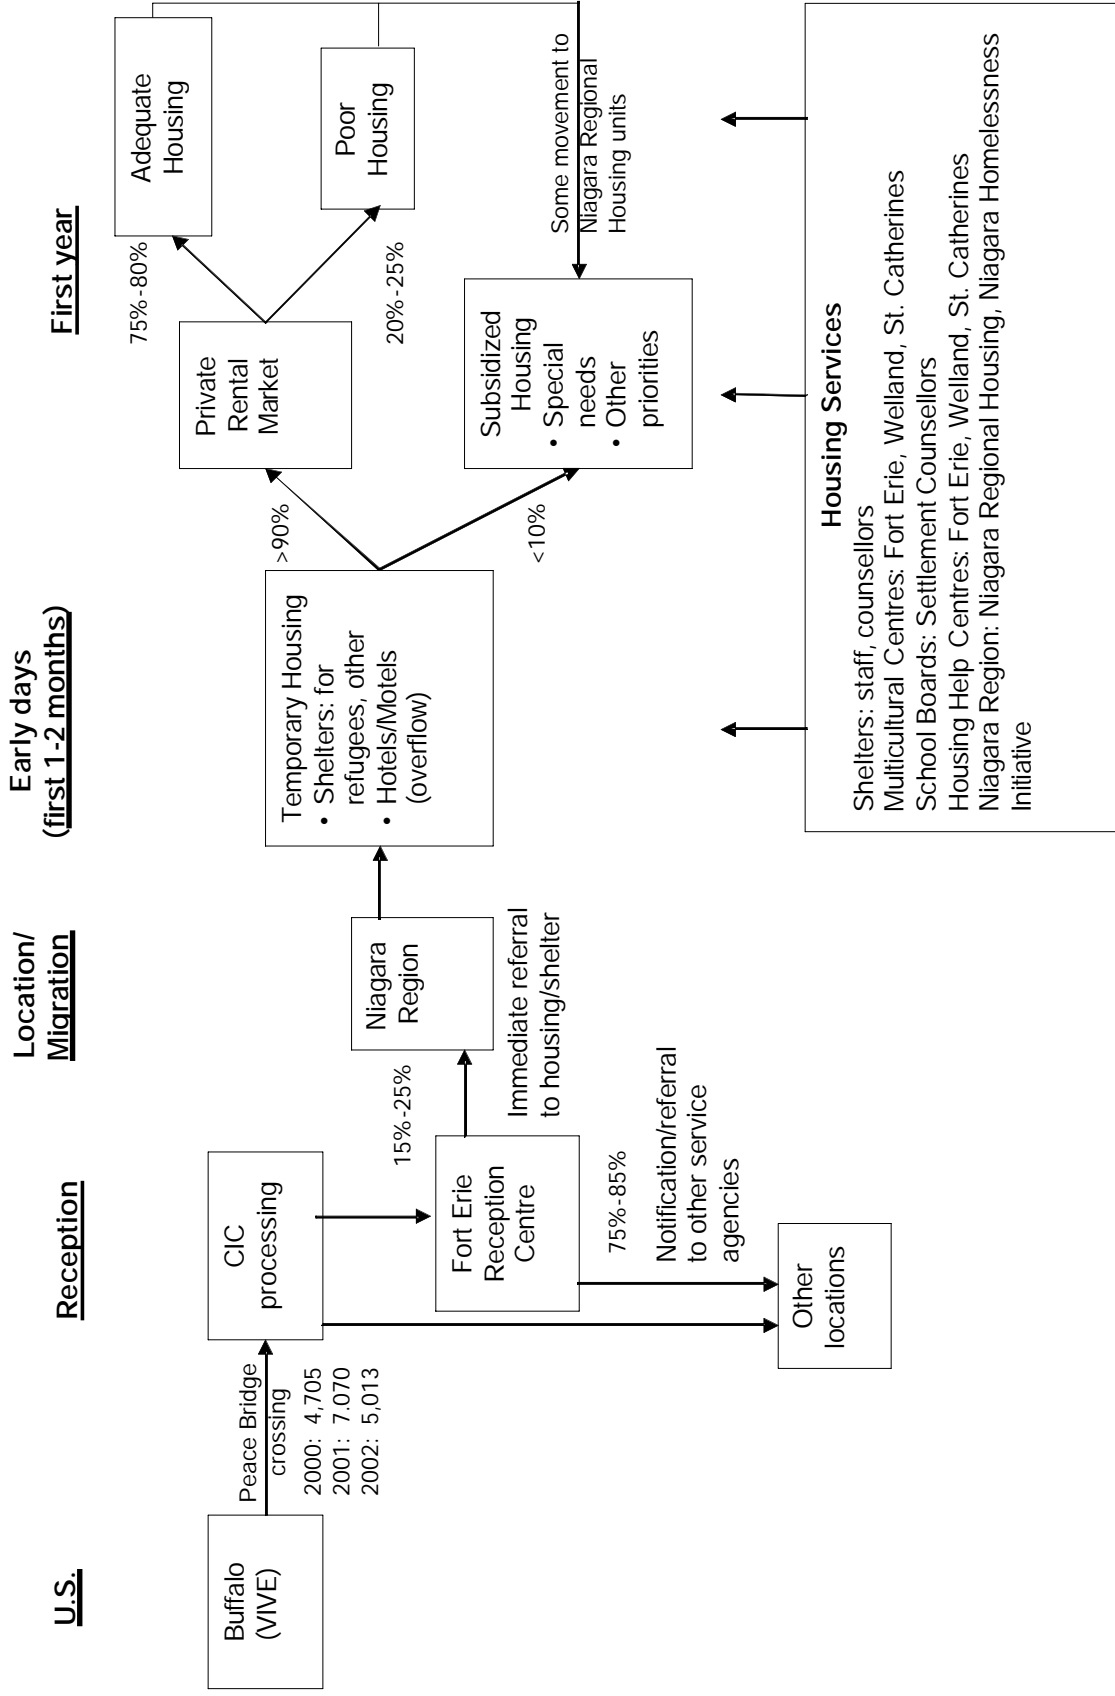 U.S.
Reception
Location/
Migration
Early days
(first 1-2 months)
First year
Buffalo
(VIVE)
Peace Bridge
crossing
2000: 4,705
2001: 7.070
2002: 5,013
CIC
processing
Fort Erie
Reception
Centre
75%-85%
Notification/referral
to other service
agencies
Other
locations
15%-25%
Immediate referral
to housing/shelter
Niagara
Region
Temporary Housing
• Shelters: for
refugees, other
• Hotels/Motels
(overflow)
>90%
<10%
Private
Rental
Market
75%-80%
20%-25%
Adequate
Housing
Poor
Housing
Subsidized
Housing
• Special
needs
• Other
priorities
Some movement to
Niagara Regional
Housing units
Housing Services
Shelters: staff, counsellors
Multicultural Centres: Fort Erie, Welland, St. Catherines
School Boards: Settlement Counsellors
Housing Help Centres: Fort Erie, Welland, St. Catherines
Niagara Region: Niagara Regional Housing, Niagara Homelessness
Initiative